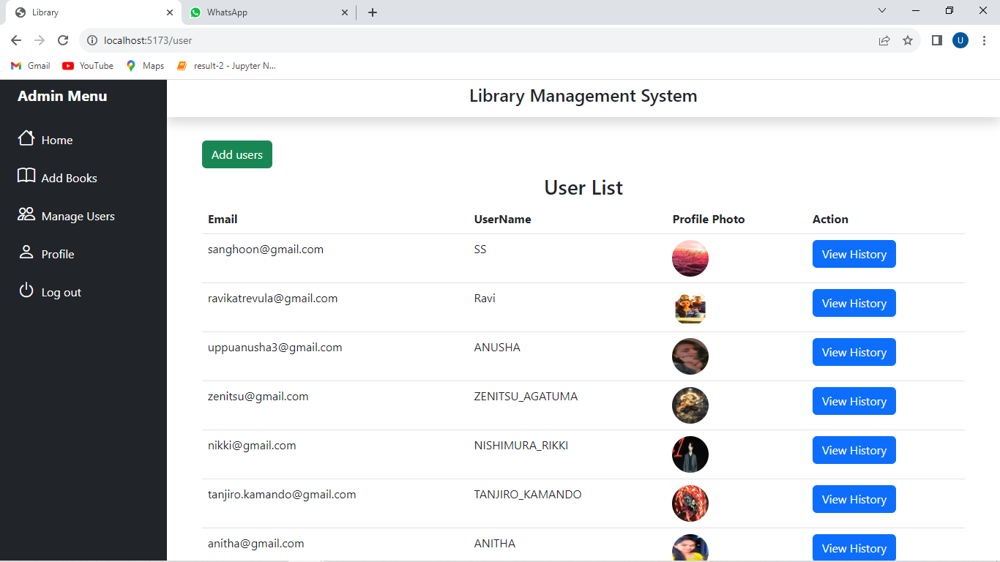 Library
WhatsApp
localhost:5173/user
U
Gmail
YouTube
Maps
result-2 - Jupyter N...
Admin Menu
Library Management System
Home
Add Books
Manage Users
Profile
Log out
Add users
User List
Email UserName Profile Photo Action
sanghoon@gmail.com SS View History
ravikatrevula@gmail.com Ravi View History
uppuanusha3@gmail.com ANUSHA View History
zenitsu@gmail.com ZENITSU_AGATUMA View History
nikki@gmail.com NISHIMURA_RIKKI View History
tanjiro.kamando@gmail.com TANJIRO_KAMANDO View History
anitha@gmail.com ANITHA View History